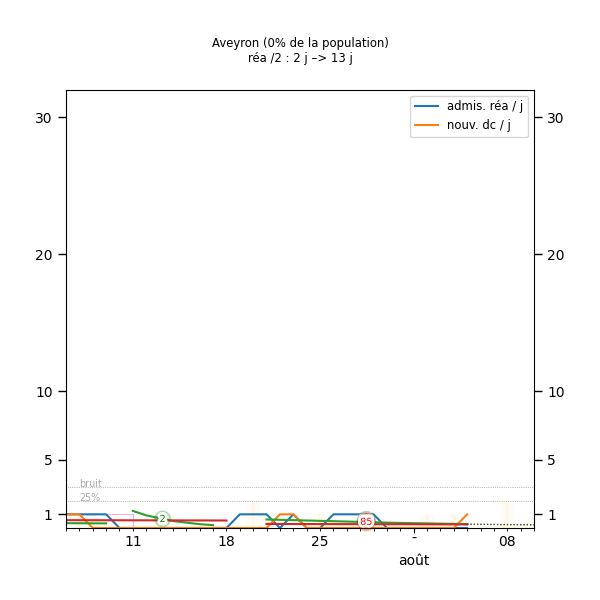 Aveyron (0% de la population)
réa /2 : 2 j –> 13 j
admis. réa / j
nouv. dc / j
30 30
20 20
10 10
5 5
bruit
25%
1 1
2
85
11 18 25 - 08
août